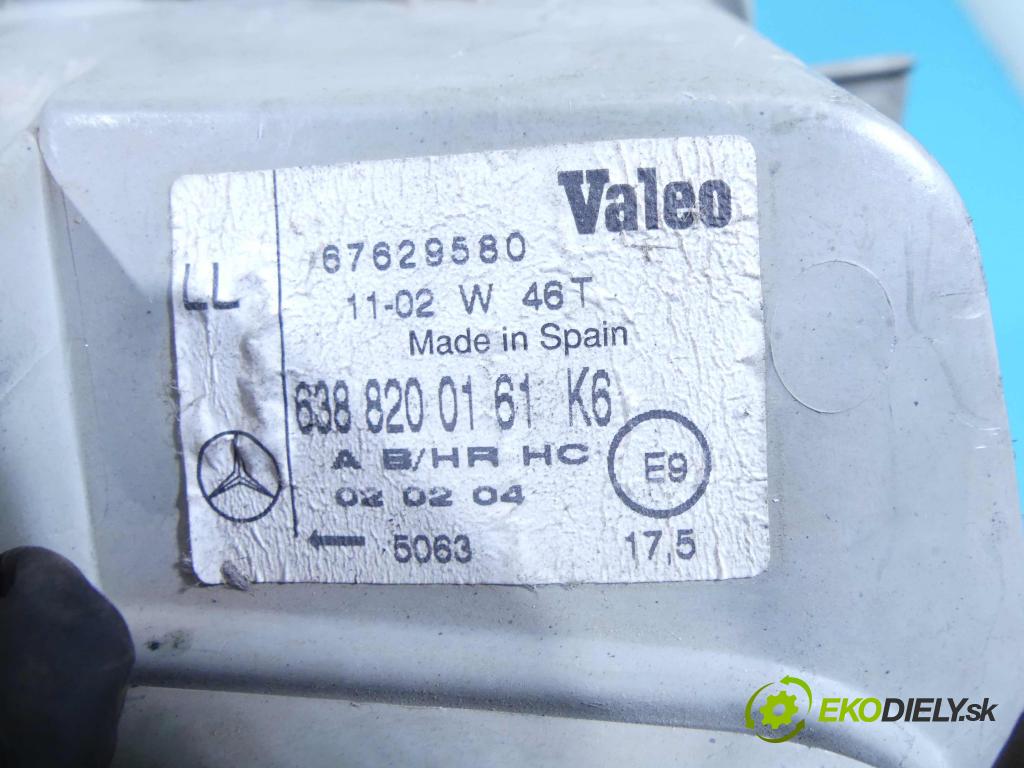 Valeo
67629580
LL
11-02 W 46T
Made in Spain
638 820 01 61 K6
A B/HR HC
E9
02 02 04
← 5063
17,5
EKODIELY.sk